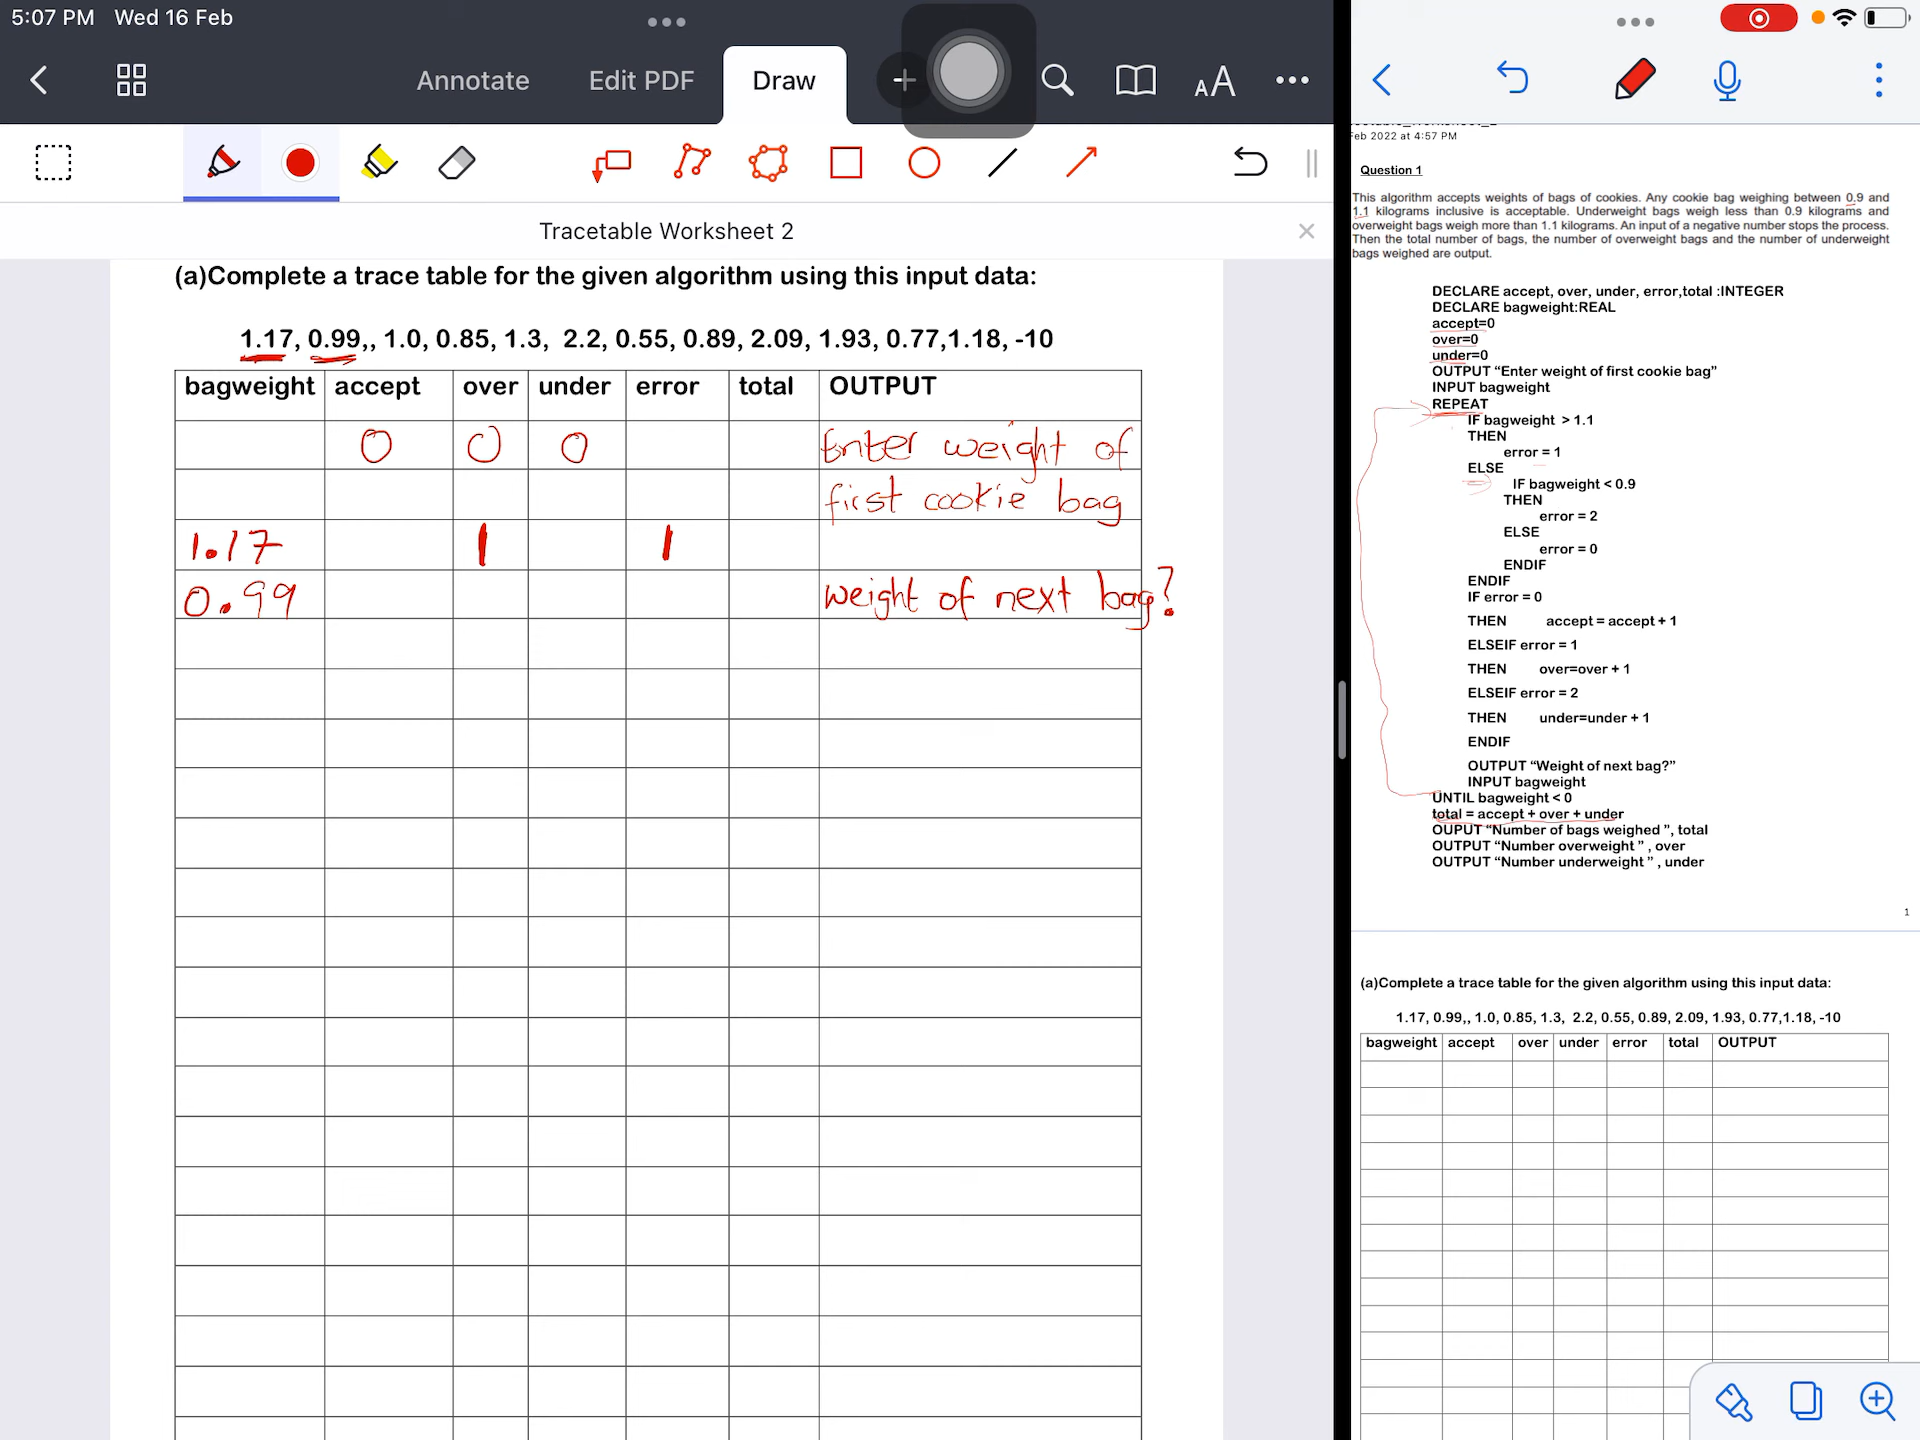 5:07 PM Wed 16 Feb
Annotate Edit PDF Draw
AA
Tracetable Worksheet 2
(a)Complete a trace table for the given algorithm using this input data:
1.17, 0.99,, 1.0, 0.85, 1.3, 2.2, 0.55, 0.89, 2.09, 1.93, 0.77,1.18, -10
bagweight accept over under error total OUTPUT
0 0 0 Enter weight of
first cookie bag
1.17 1 1
0.99 weight of next bag?
Feb 2022 at 4:57 PM
Question 1
This algorithm accepts weights of bags of cookies. Any cookie bag weighing between 0.9 and
1.1 kilograms inclusive is acceptable. Underweight bags weigh less than 0.9 kilograms and
overweight bags weigh more than 1.1 kilograms. An input of a negative number stops the process.
Then the total number of bags, the number of overweight bags and the number of underweight
bags weighed are output.
DECLARE accept, over, under, error,total :INTEGER
DECLARE bagweight:REAL
accept=0
over=0
under=0
OUTPUT “Enter weight of first cookie bag”
INPUT bagweight
REPEAT
IF bagweight > 1.1
THEN
error = 1
ELSE
IF bagweight < 0.9
THEN
error = 2
ELSE
error = 0
ENDIF
ENDIF
IF error = 0
THEN accept = accept + 1
ELSEIF error = 1
THEN over=over + 1
ELSEIF error = 2
THEN under=under + 1
ENDIF
OUTPUT “Weight of next bag?”
INPUT bagweight
UNTIL bagweight < 0
total = accept + over + under
OUPUT “Number of bags weighed ”, total
OUTPUT “Number overweight ” , over
OUTPUT “Number underweight ” , under
1
(a)Complete a trace table for the given algorithm using this input data:
1.17, 0.99,, 1.0, 0.85, 1.3, 2.2, 0.55, 0.89, 2.09, 1.93, 0.77,1.18, -10
bagweight accept over under error total OUTPUT